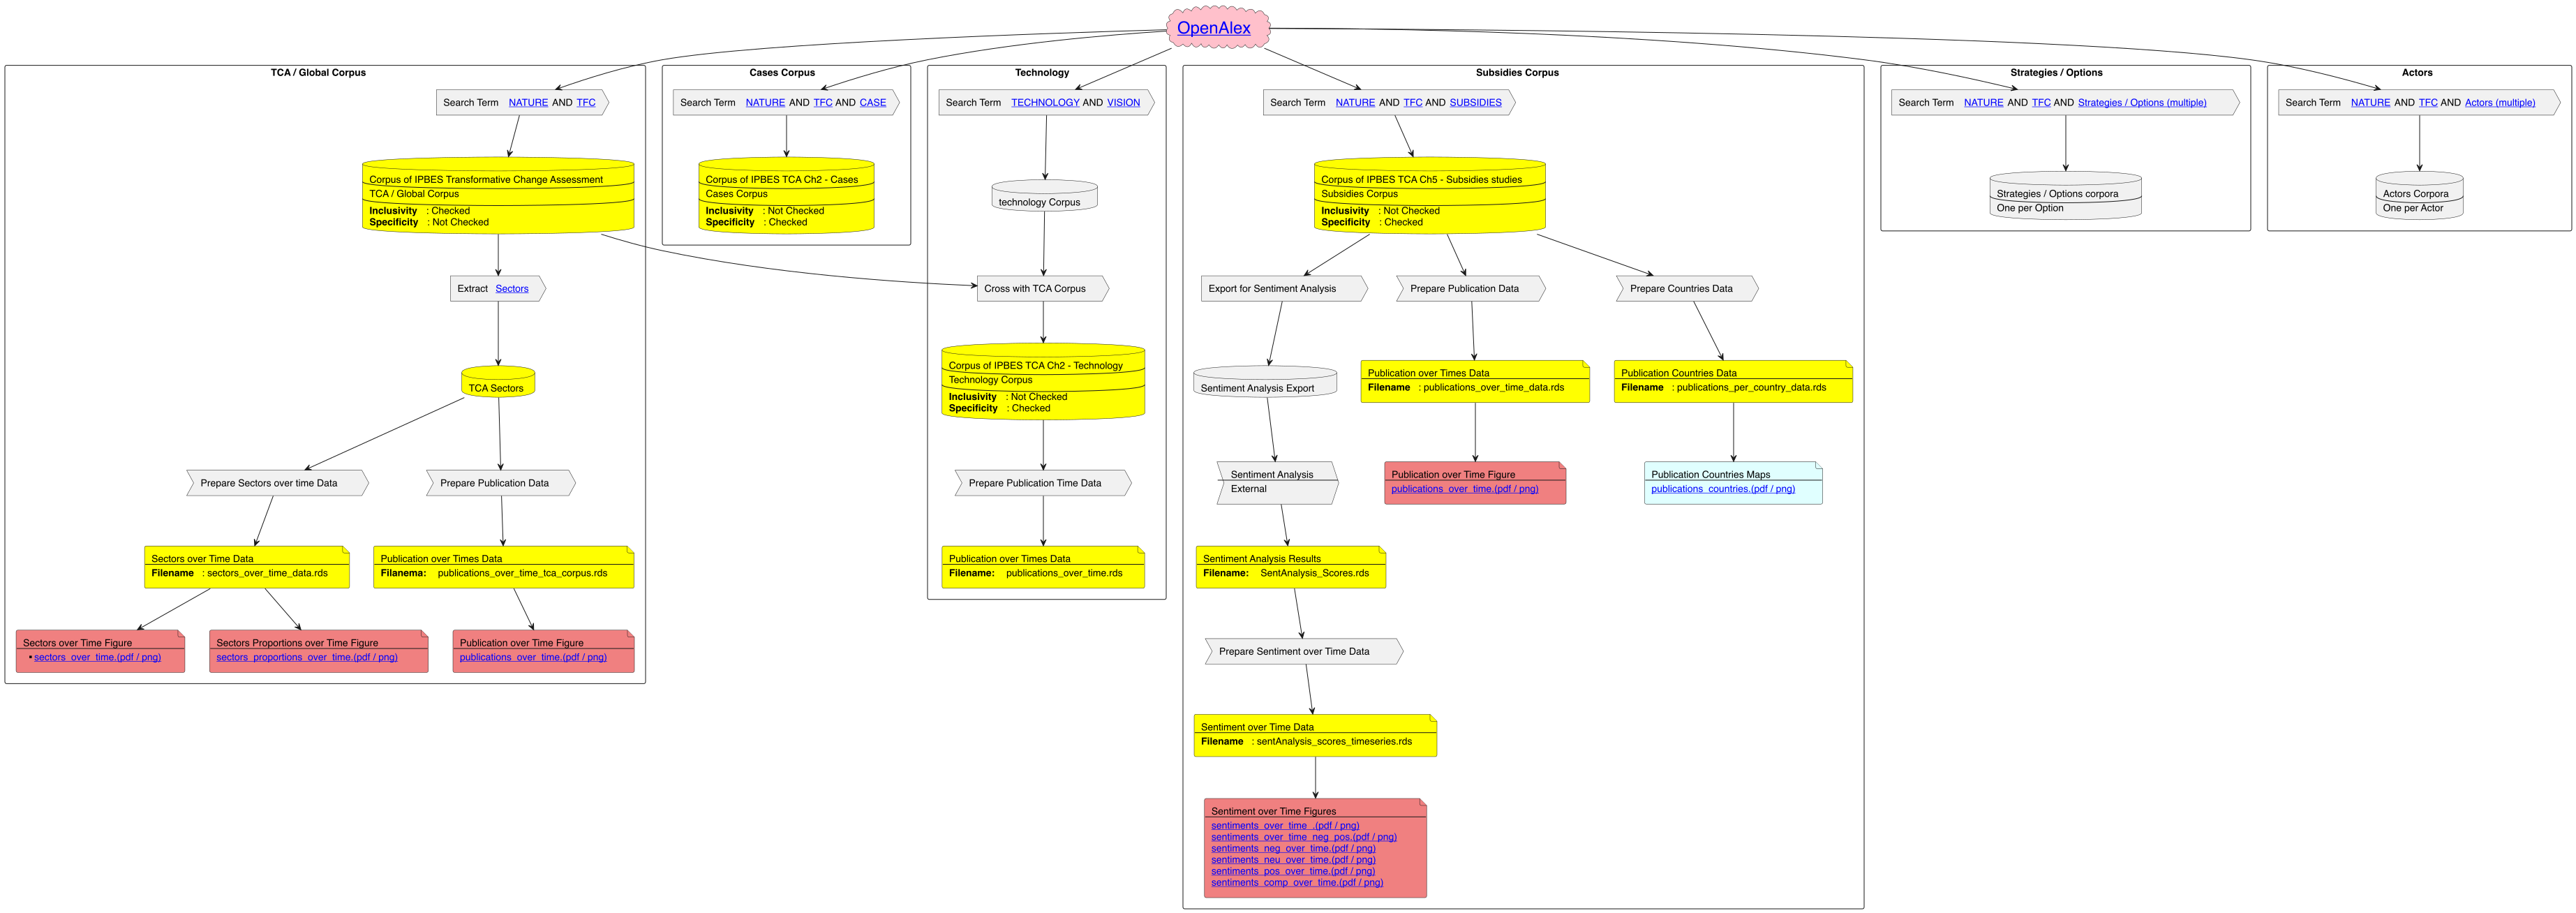 OpenAlex
TCA / Global Corpus
Search Term NATURE AND TFC
Corpus of IPBES Transformative Change Assessment
TCA / Global Corpus
Inclusivity : Checked
Specificity : Not Checked
Extract Sectors
TCA Sectors
Prepare Sectors over time Data
Prepare Publication Data
Sectors over Time Data
Filename : sectors_over_time_data.rds
Publication over Times Data
Filanema: publications_over_time_tca_corpus.rds
Sectors over Time Figure
• sectors_over_time.(pdf / png)
Sectors Proportions over Time Figure
sectors_proportions_over_time.(pdf / png)
Publication over Time Figure
publications_over_time.(pdf / png)
Cases Corpus
Search Term NATURE AND TFC AND CASE
Corpus of IPBES TCA Ch2 - Cases
Cases Corpus
Inclusivity : Not Checked
Specificity : Checked
Technology
Search Term TECHNOLOGY AND VISION
technology Corpus
Cross with TCA Corpus
Corpus of IPBES TCA Ch2 - Technology
Technology Corpus
Inclusivity : Not Checked
Specificity : Checked
Prepare Publication Time Data
Publication over Times Data
Filename: publications_over_time.rds
Subsidies Corpus
Search Term NATURE AND TFC AND SUBSIDIES
Corpus of IPBES TCA Ch5 - Subsidies studies
Subsidies Corpus
Inclusivity : Not Checked
Specificity : Checked
Export for Sentiment Analysis
Prepare Publication Data
Prepare Countries Data
Sentiment Analysis Export
Publication over Times Data
Filename : publications_over_time_data.rds
Publication Countries Data
Filename : publications_per_country_data.rds
Sentiment Analysis
External
Publication over Time Figure
publications_over_time.(pdf / png)
Publication Countries Maps
publications_countries.(pdf / png)
Sentiment Analysis Results
Filename: SentAnalysis_Scores.rds
Prepare Sentiment over Time Data
Sentiment over Time Data
Filename : sentAnalysis_scores_timeseries.rds
Sentiment over Time Figures
sentiments_over_time_.(pdf / png)
sentiments_over_time_neg_pos.(pdf / png)
sentiments_neg_over_time.(pdf / png)
sentiments_neu_over_time.(pdf / png)
sentiments_pos_over_time.(pdf / png)
sentiments_comp_over_time.(pdf / png)
Strategies / Options
Search Term NATURE AND TFC AND Strategies / Options (multiple)
Strategies / Options corpora
One per Option
Actors
Search Term NATURE AND TFC AND Actors (multiple)
Actors Corpora
One per Actor